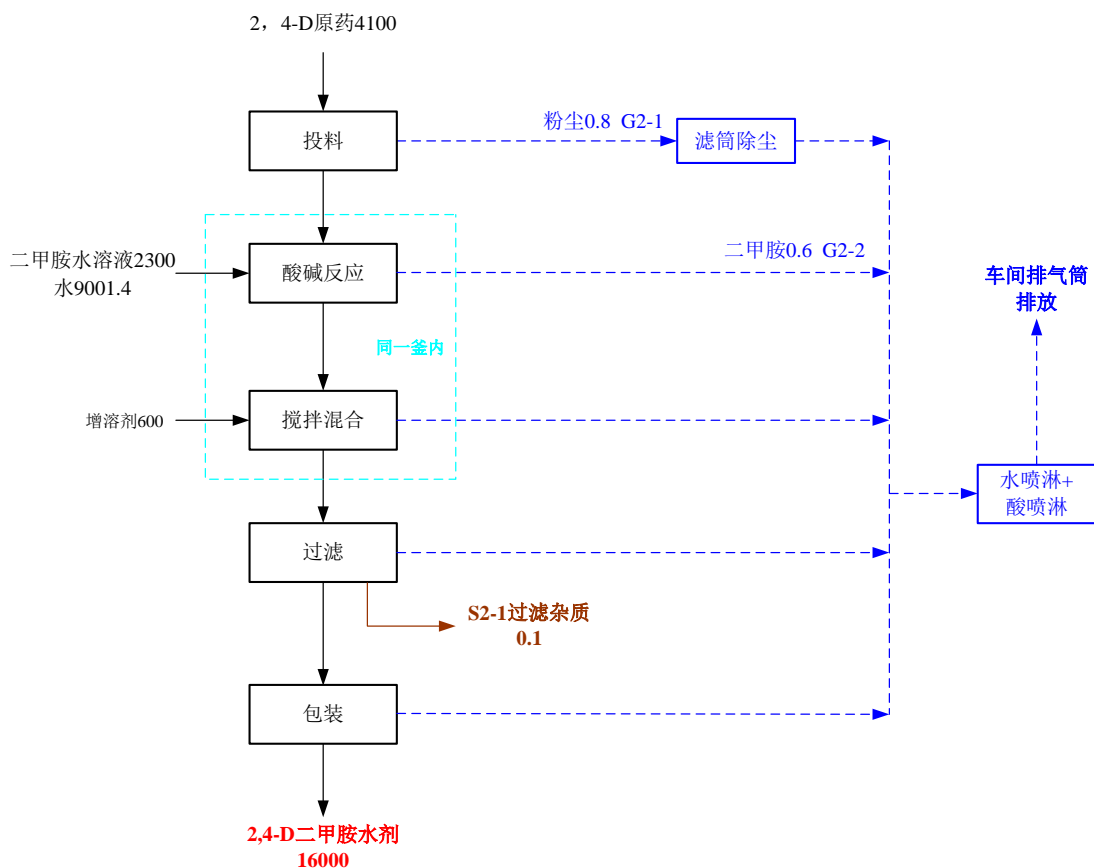 2，4-D原药4100
投料
粉尘0.8 G2-1
滤筒除尘
二甲胺水溶液2300
水9001.4
酸碱反应
二甲胺0.6 G2-2
车间排气筒
排放
同一釜内
增溶剂600
搅拌混合
水喷淋+
酸喷淋
过滤
S2-1过滤杂质
0.1
包装
2,4-D二甲胺水剂
16000